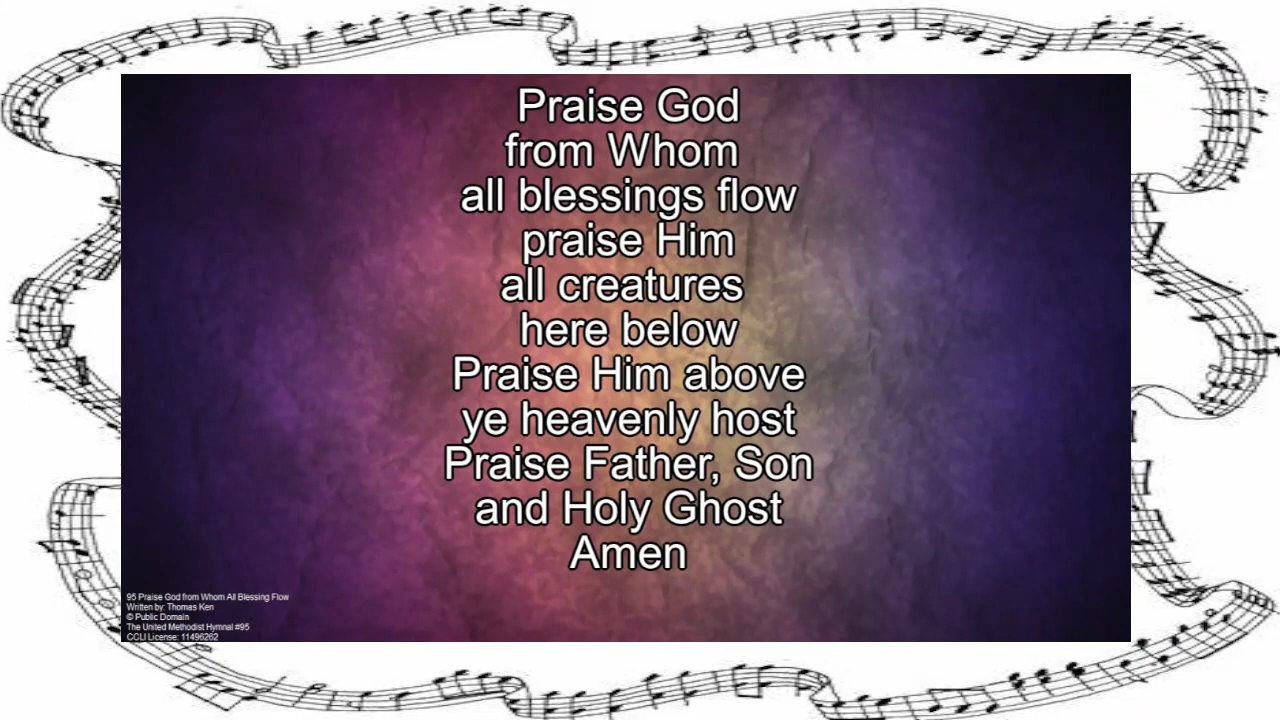 Praise God
from Whom
all blessings flow
praise Him
all creatures
here below
Praise Him above
ye heavenly host
Praise Father, Son
and Holy Ghost
Amen
95 Praise God from Whom All Blessing Flow
Written by: Thomas Ken
© Public Domain
The United Methodist Hymnal #95
CCLI License: 11496262